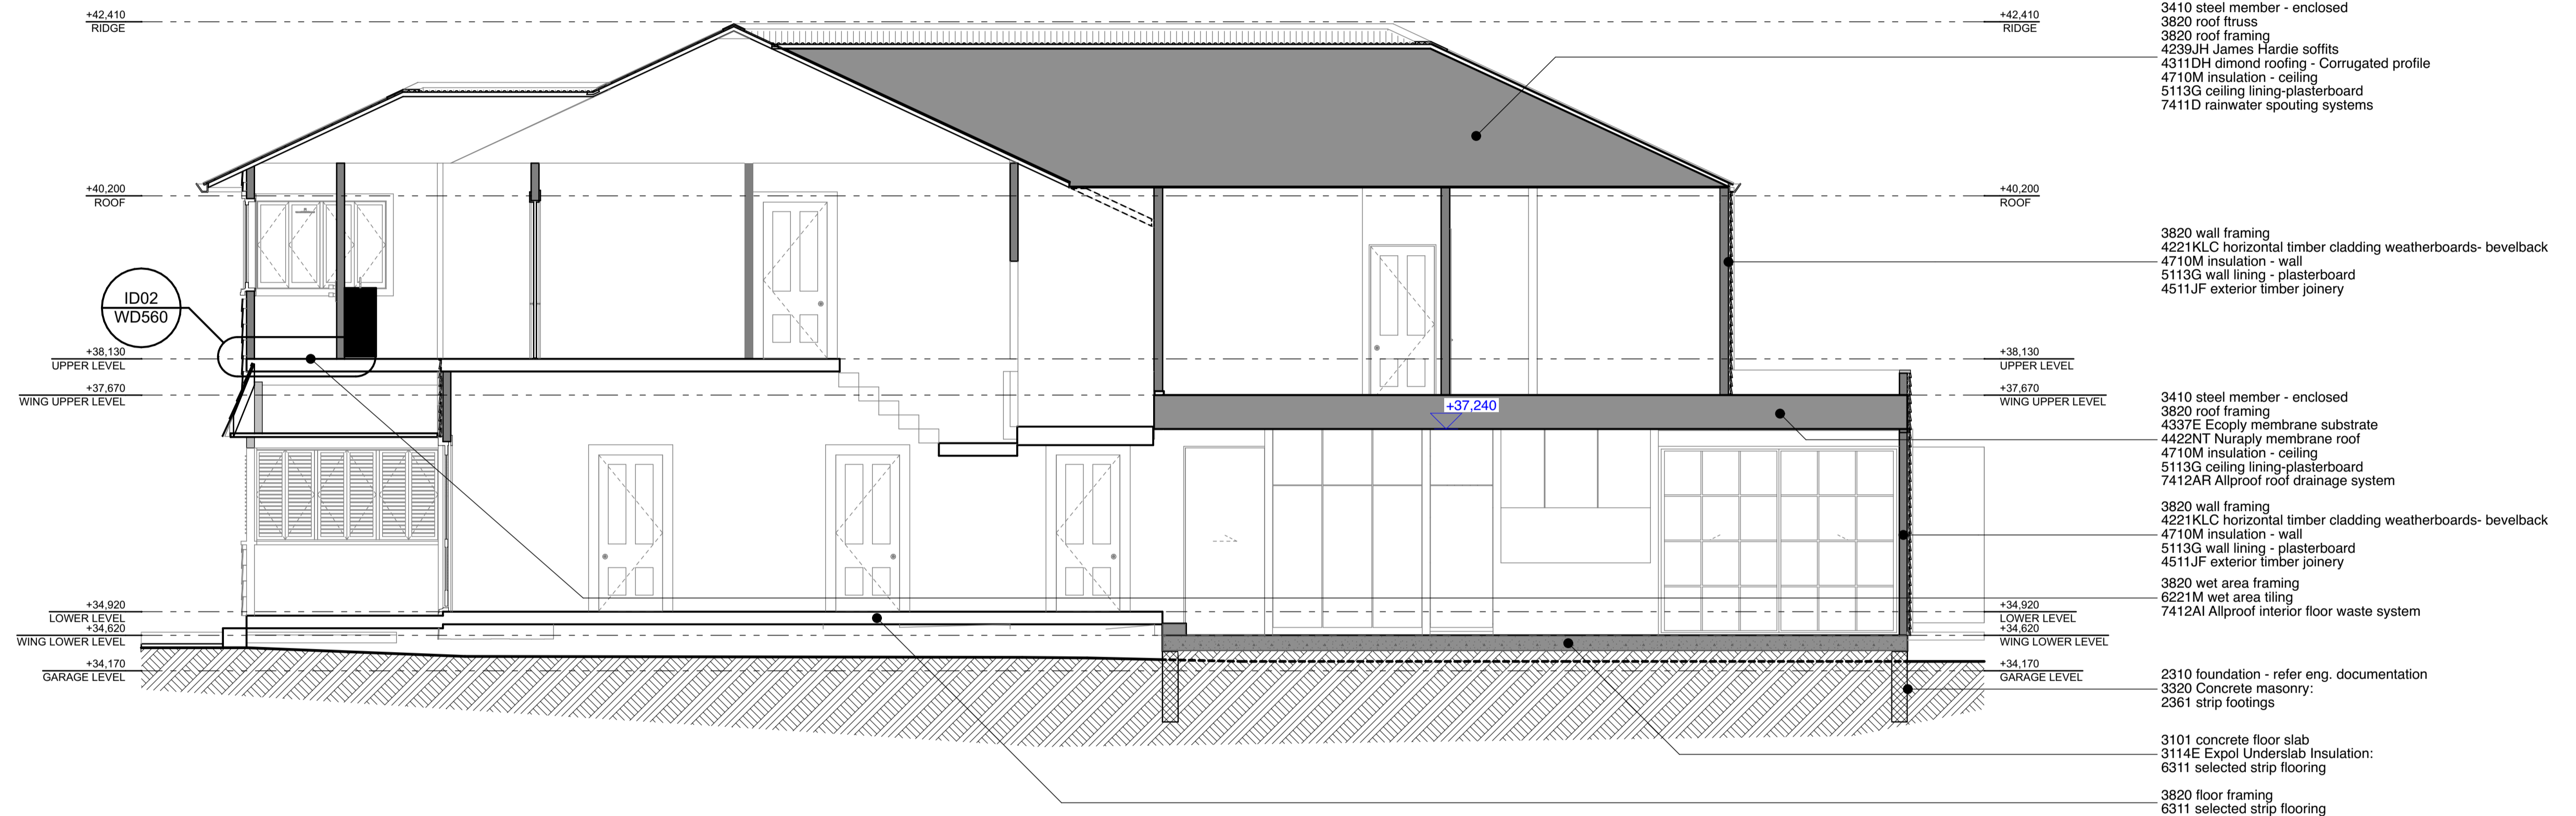 +42,410
RIDGE
+40,200
ROOF
ID02
WD560
+38,130
UPPER LEVEL
+37,670
WING UPPER LEVEL
+34,920
LOWER LEVEL
+34,620
WING LOWER LEVEL
+34,170
GARAGE LEVEL
+37,240
+42,410
RIDGE
+40,200
ROOF
+38,130
UPPER LEVEL
+37,670
WING UPPER LEVEL
+34,920
LOWER LEVEL
+34,620
WING LOWER LEVEL
+34,170
GARAGE LEVEL
3410 steel member - enclosed
3820 roof ftruss
3820 roof framing
4239JH James Hardie soffits
4311DH dimond roofing - Corrugated profile
4710M insulation - ceiling
5113G ceiling lining-plasterboard
7411D rainwater spouting systems
3820 wall framing
4221KLC horizontal timber cladding weatherboards- bevelback
4710M insulation - wall
5113G wall lining - plasterboard
4511JF exterior timber joinery
3410 steel member - enclosed
3820 roof framing
4337E Ecoply membrane substrate
4422NT Nuraply membrane roof
4710M insulation - ceiling
5113G ceiling lining-plasterboard
7412AR Allproof roof drainage system
3820 wall framing
4221KLC horizontal timber cladding weatherboards- bevelback
4710M insulation - wall
5113G wall lining - plasterboard
4511JF exterior timber joinery
3820 wet area framing
6221M wet area tiling
7412AI Allproof interior floor waste system
2310 foundation - refer eng. documentation
3320 Concrete masonry:
2361 strip footings
3101 concrete floor slab
3114E Expol Underslab Insulation:
6311 selected strip flooring
3820 floor framing
6311 selected strip flooring